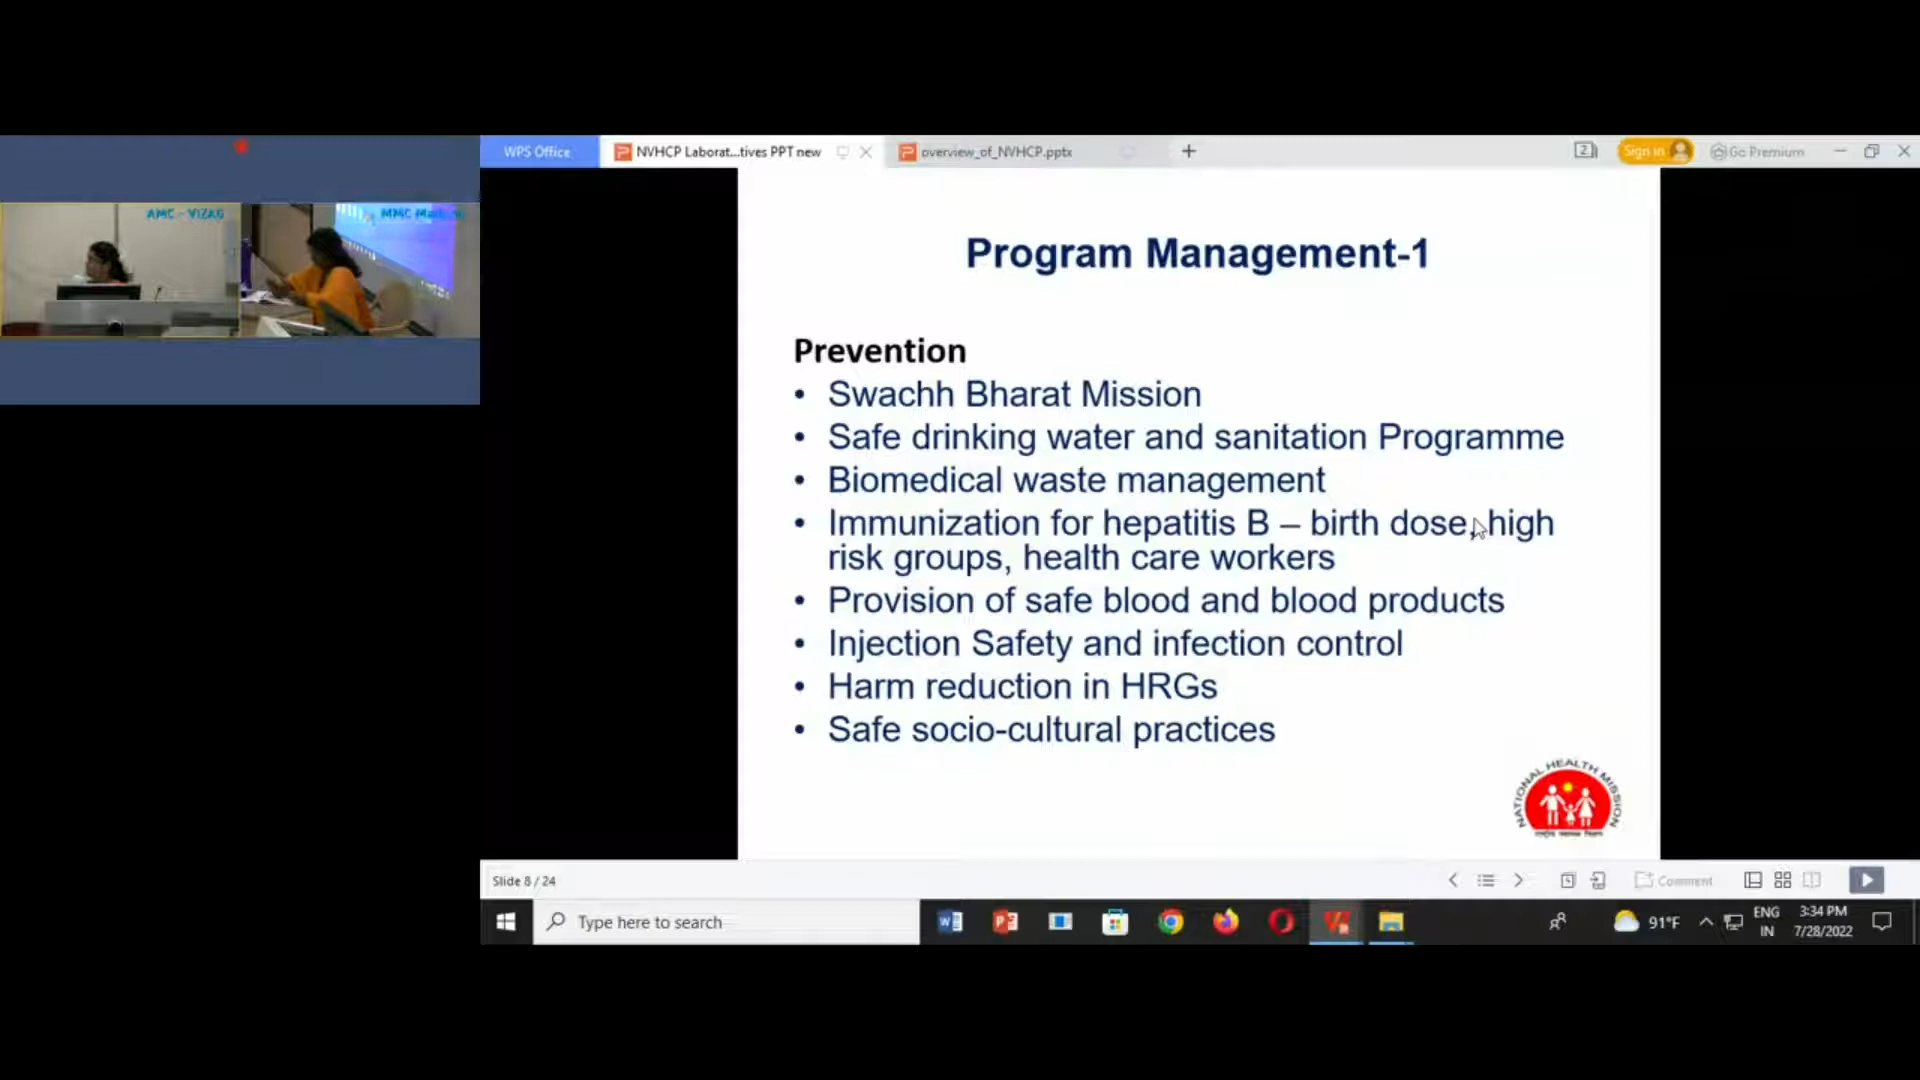 AMC - VIZAG
MMC
WPS Office
NVHCP Laborat...tives PPT new
overview_of_NVHCP.pptx
2
Sign in
Go Premium
Program Management-1
Prevention
• Swachh Bharat Mission
• Safe drinking water and sanitation Programme
• Biomedical waste management
• Immunization for hepatitis B – birth dose, high
risk groups, health care workers
• Provision of safe blood and blood products
• Injection Safety and infection control
• Harm reduction in HRGs
• Safe socio-cultural practices
NATIONAL HEALTH MISSION
Slide 8 / 24
Comment
Type here to search
91°F
ENG
IN
3:34 PM
7/28/2022